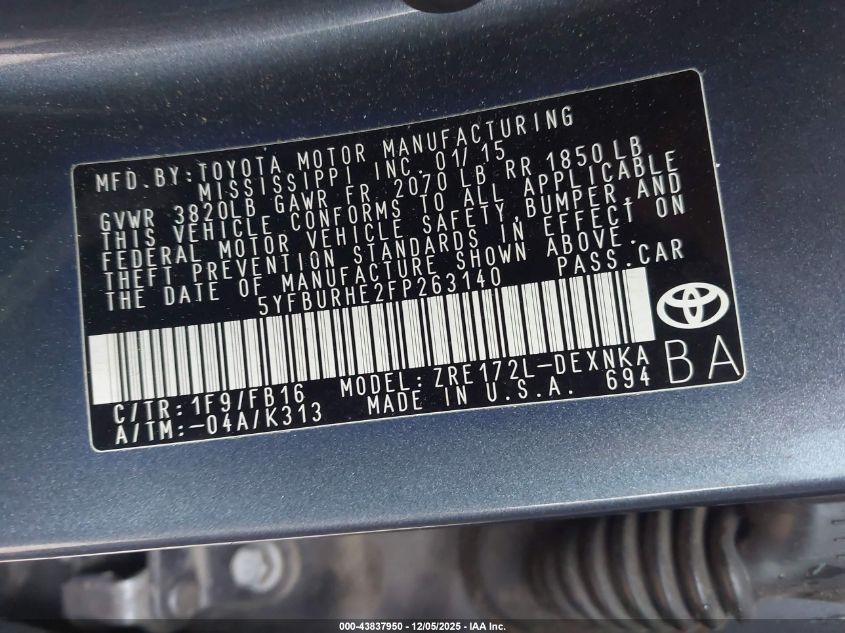 MFD.BY:TOYOTA MOTOR MANUFACTURING
MISSISSIPPI INC. 01/15
GVWR 3820LB GAWR FR 2070 LB RR 1850 LB
THIS VEHICLE CONFORMS TO ALL APPLICABLE
FEDERAL MOTOR VEHICLE SAFETY,BUMPER,AND
THEFT PREVENTION STANDARDS IN EFFECT ON
THE DATE OF MANUFACTURE SHOWN ABOVE.
5YFBURHE2FP263140 PASS.CAR
C/TR:1F9/FB16 MODEL:ZRE172L-DEXNKA
A/TM:-04A/K313 MADE IN U.S.A. 694
BA
000-43837950 - 12/05/2025 - IAA Inc.